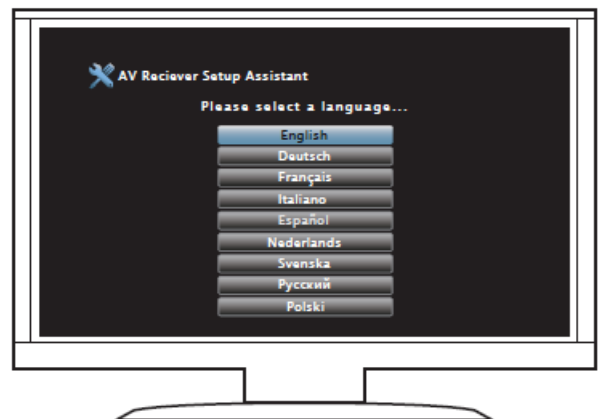 AV Reciever Setup Assistant
Please select a language...
English
Deutsch
Français
Italiano
Español
Nederlands
Svenska
Русский
Polski